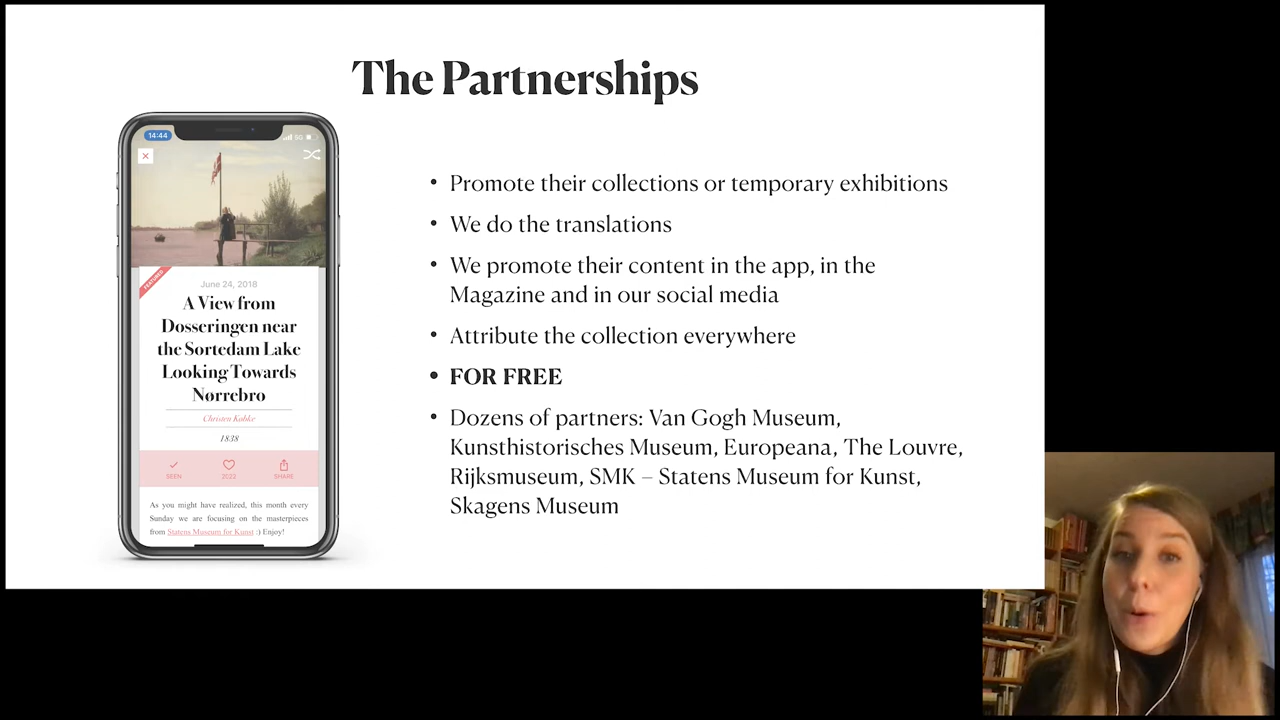 The Partnerships
14:44
5G
FEATURED
June 24, 2018
A View from
Dosseringen near
the Sortedam Lake
Looking Towards
Nørrebro
Christen Købke
1838
SEEN
2022
SHARE
As you might have realized, this month every
Sunday we are focusing on the masterpieces
from Statens Museum for Kunst :) Enjoy!
• Promote their collections or temporary exhibitions
• We do the translations
• We promote their content in the app, in the
Magazine and in our social media
• Attribute the collection everywhere
• FOR FREE
• Dozens of partners: Van Gogh Museum,
Kunsthistorisches Museum, Europeana, The Louvre,
Rijksmuseum, SMK – Statens Museum for Kunst,
Skagens Museum